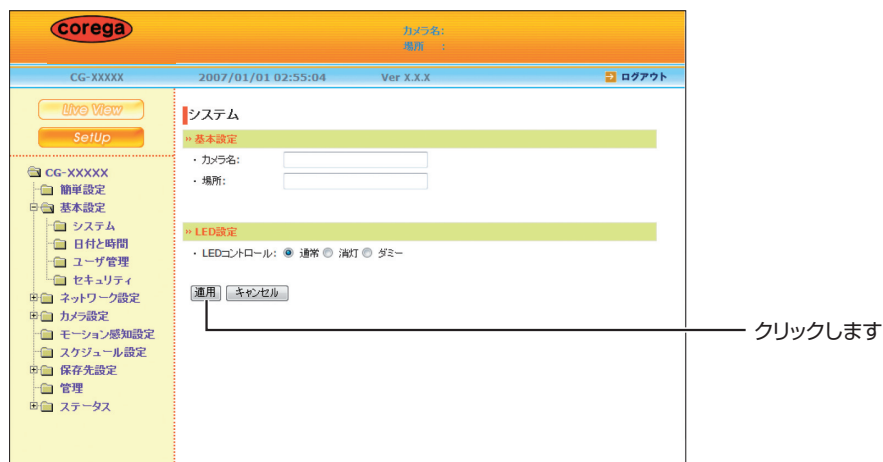 corega
カメラ名:
場所 :
CG-XXXXX 2007/01/01 02:55:04 Ver X.X.X ログアウト
Live View
SetUp
CG-XXXXX
簡単設定
基本設定
システム
日付と時間
ユーザ管理
セキュリティ
ネットワーク設定
カメラ設定
モーション感知設定
スケジュール設定
保存先設定
管理
ステータス
システム
» 基本設定
・カメラ名:
・場所:
» LED設定
・LEDコントロール: 通常 消灯 ダミー
適用 キャンセル
クリックします